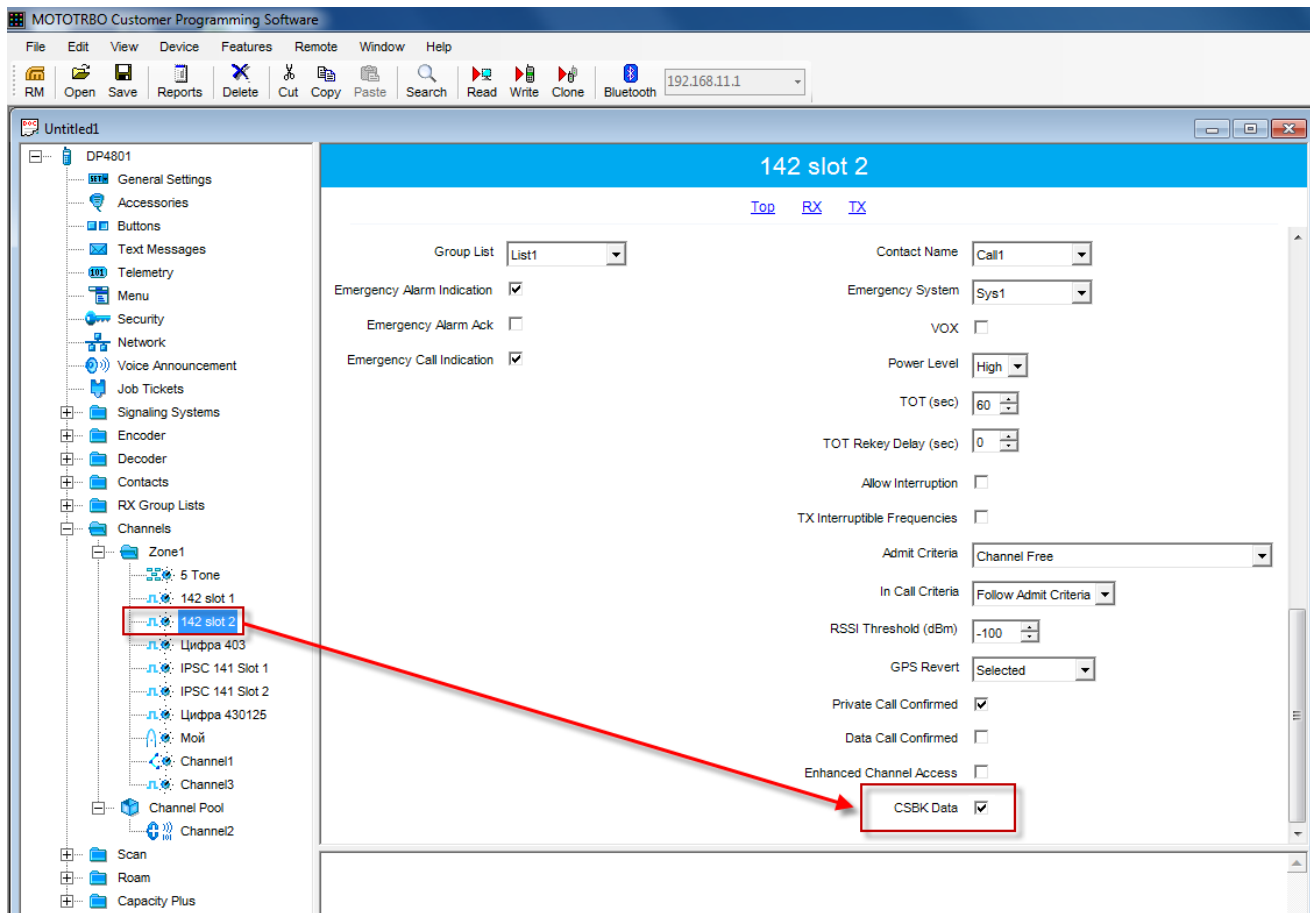 MOTOTRBO Customer Programming Software
File Edit View Device Features Remote Window Help
RM Open Save Reports Delete Cut Copy Paste Search Read Write Clone Bluetooth 192.168.11.1
DOC Untitled1
DP4801
SET General Settings
Accessories
Buttons
Text Messages
101 Telemetry
Menu
Security
Network
Voice Announcement
Job Tickets
Signaling Systems
Encoder
Decoder
Contacts
RX Group Lists
Channels
Zone1
5 Tone
142 slot 1
142 slot 2
Цифра 403
IPSC 141 Slot 1
IPSC 141 Slot 2
Цифра 430125
Мой
Channel1
Channel3
Channel Pool
101 Channel2
Scan
Roam
Capacity Plus
142 slot 2
Top RX TX
Group List List1
Emergency Alarm Indication
Emergency Alarm Ack
Emergency Call Indication
Contact Name Call1
Emergency System Sys1
VOX
Power Level High
TOT (sec) 60
TOT Rekey Delay (sec) 0
Allow Interruption
TX Interruptible Frequencies
Admit Criteria Channel Free
In Call Criteria Follow Admit Criteria
RSSI Threshold (dBm) -100
GPS Revert Selected
Private Call Confirmed
Data Call Confirmed
Enhanced Channel Access
CSBK Data